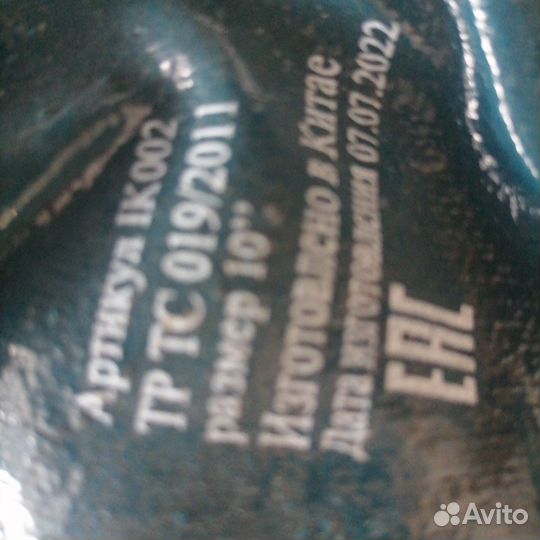 Артикул IK002
ТР ТС 019/2011
размер 10''
Изготовлено в Китае
Дата изготовления 07.07.2022
ЕАС
Avito